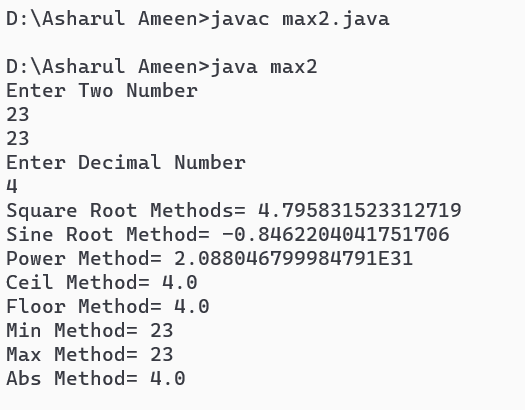 D:\Asharul Ameen>javac max2.java
D:\Asharul Ameen>java max2
Enter Two Number
23
23
Enter Decimal Number
4
Square Root Methods= 4.795831523312719
Sine Root Method= -0.8462204041751706
Power Method= 2.088046799984791E31
Ceil Method= 4.0
Floor Method= 4.0
Min Method= 23
Max Method= 23
Abs Method= 4.0